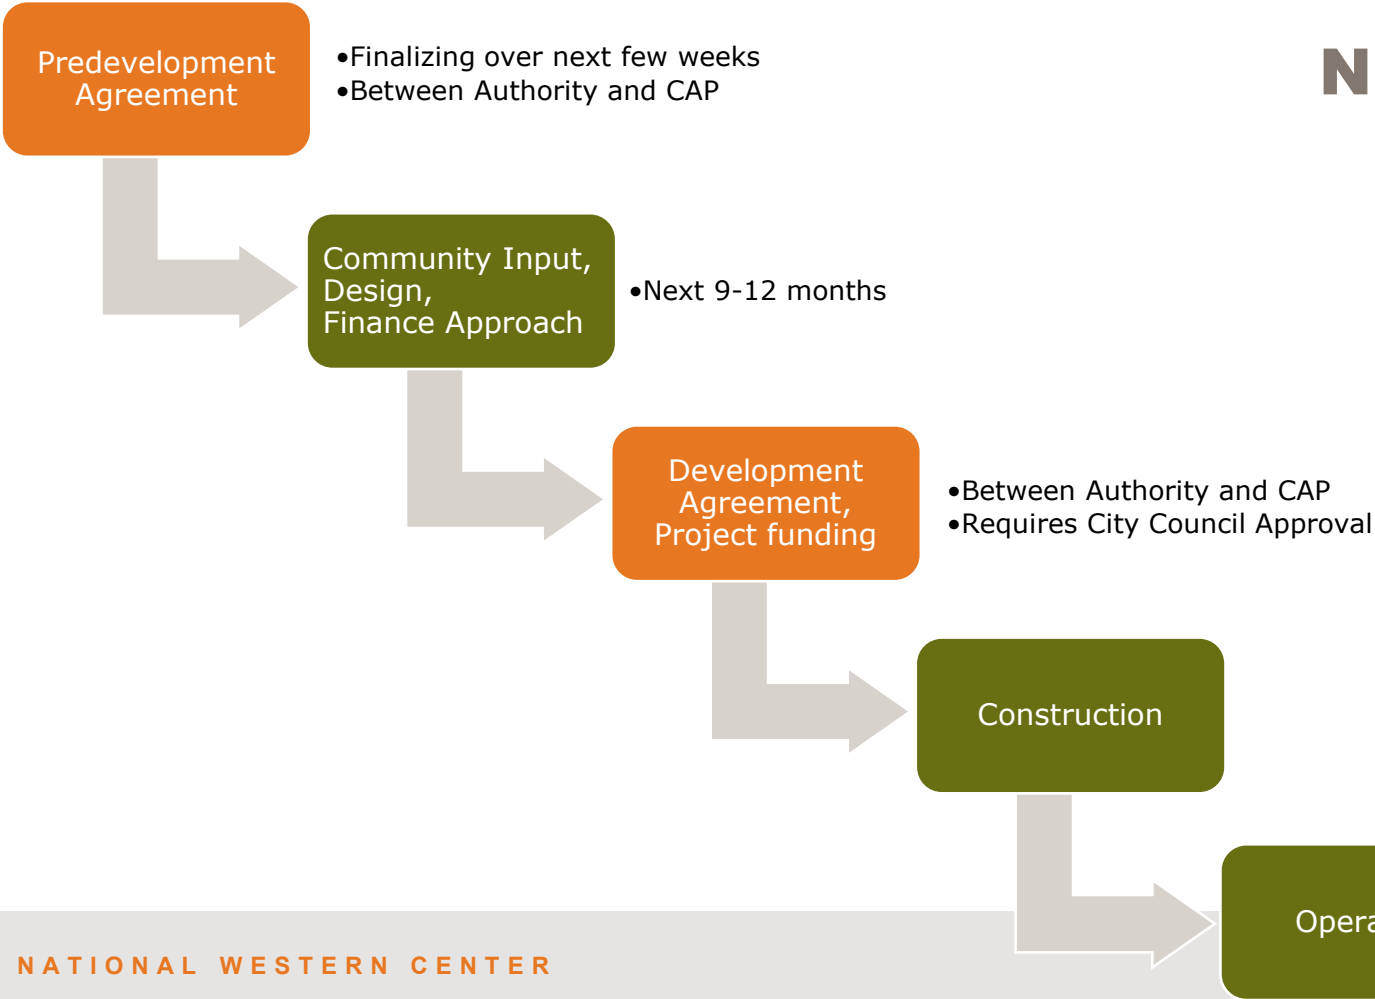 Predevelopment
Agreement
•Finalizing over next few weeks
•Between Authority and CAP
N
Community Input,
Design,
Finance Approach
•Next 9-12 months
Development
Agreement,
Project funding
•Between Authority and CAP
•Requires City Council Approval
Construction
Opera
NATIONAL WESTERN CENTER